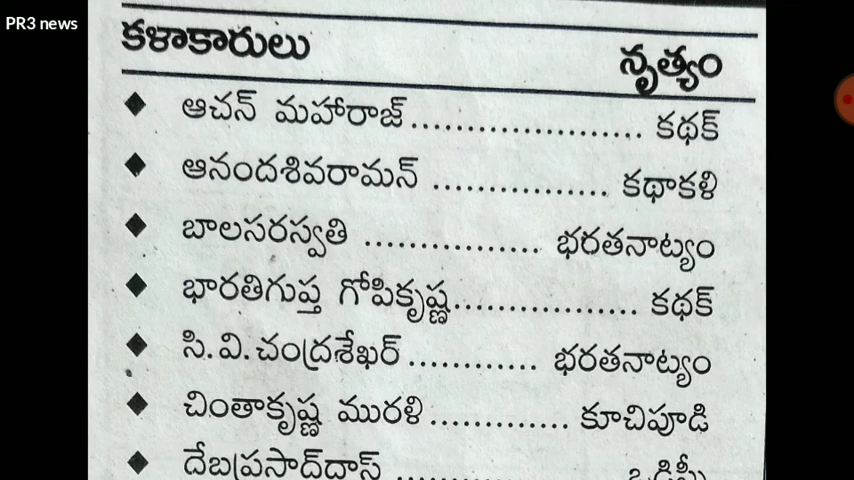 PR3 news
కళాకారులు నృత్యం
◆ ఆచన్ మహారాజ్..................... కథక్
◆ ఆనందశివరామన్ ................ కథాకళి
◆ బాలసరస్వతి ................ భరతనాట్యం
◆ భారతిగుప్త గోపికృష్ణ................. కథక్
◆ సి.వి.చంద్రశేఖర్............ భరతనాట్యం
◆ చింతాకృష్ణ మురళి............. కూచిపూడి
◆ దేబప్రసాద్‌దాస్ ................ ఒడిస్సీ